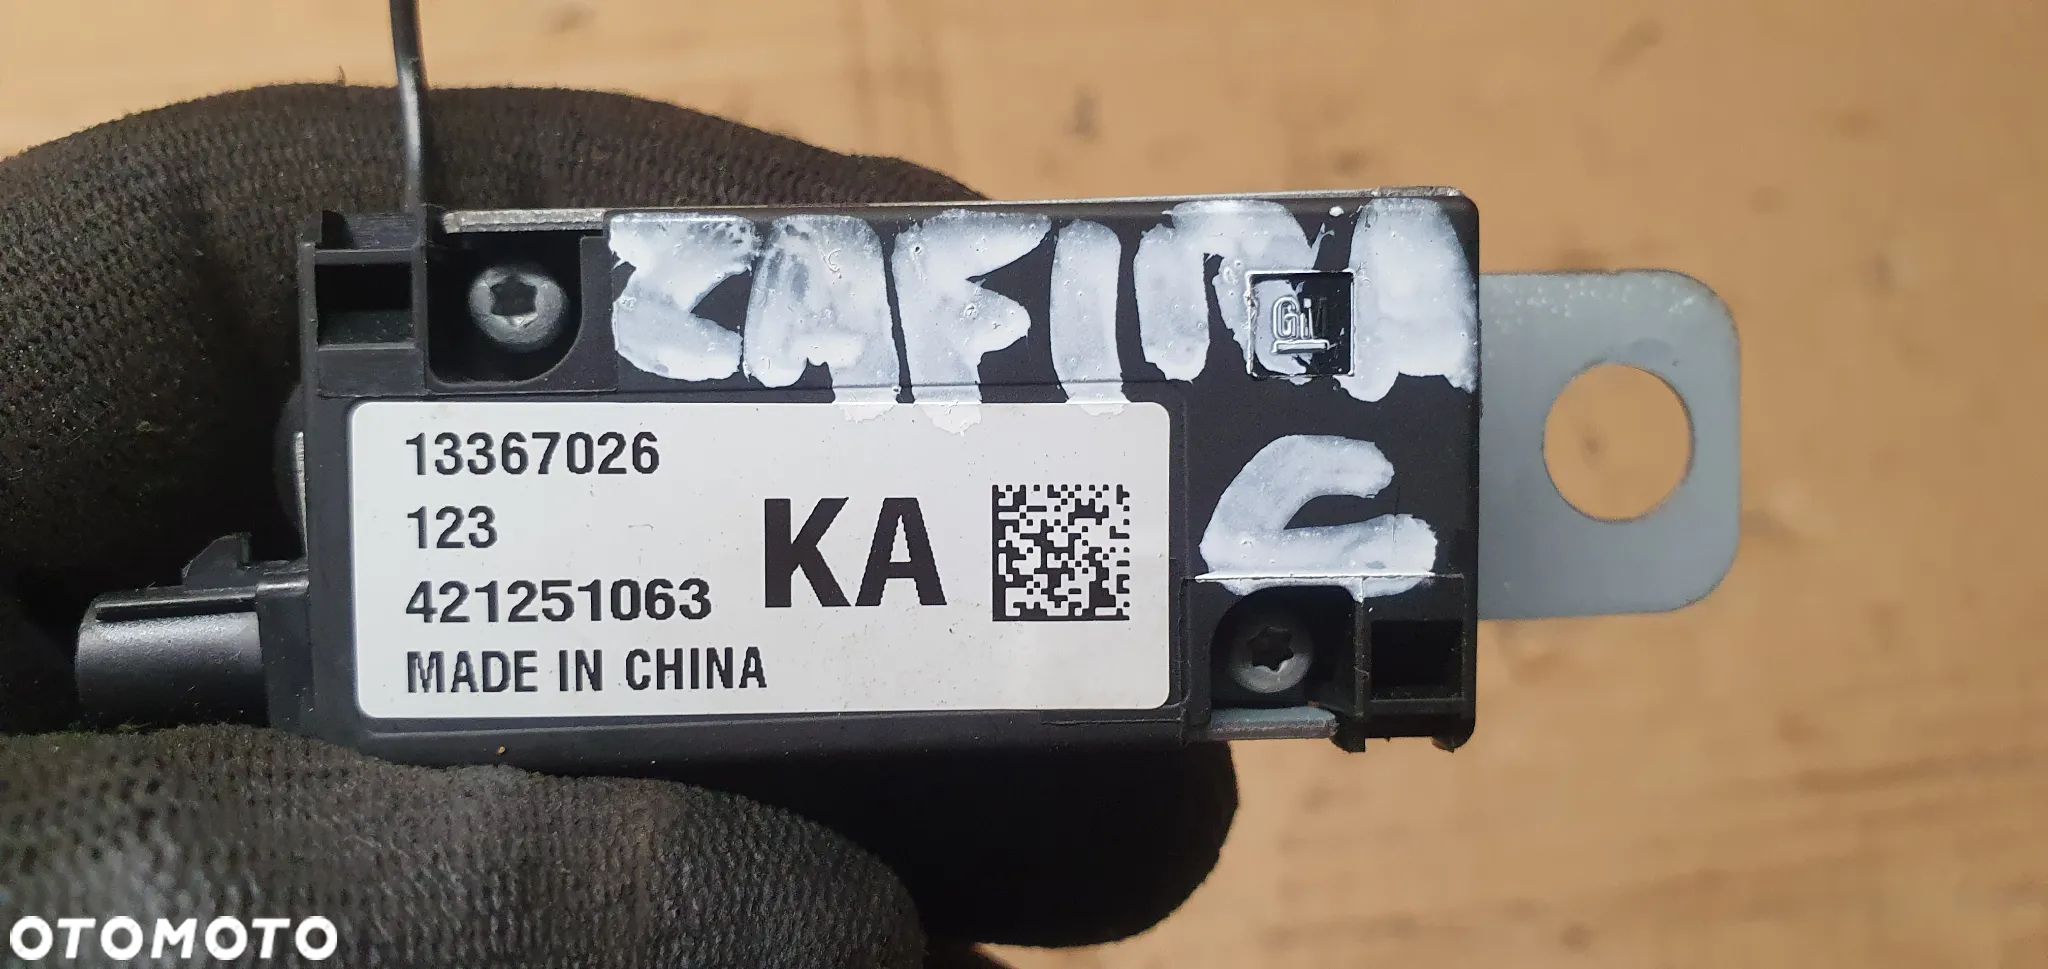 ZAFIRA
GM
C
13367026
123
421251063
KA
MADE IN CHINA
OTOMOTO